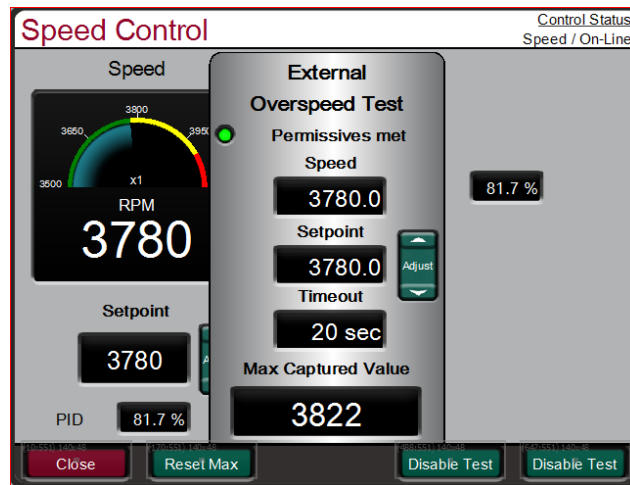 Speed Control
Control Status
Speed / On-Line
Speed
3500
3650
3800
3950
x1
RPM
3780
Setpoint
3780
PID
81.7 %
External
Overspeed Test
Permissives met
Speed
3780.0
Setpoint
3780.0
Adjust
Timeout
20 sec
Max Captured Value
3822
81.7 %
Close
Reset Max
Disable Test
Disable Test